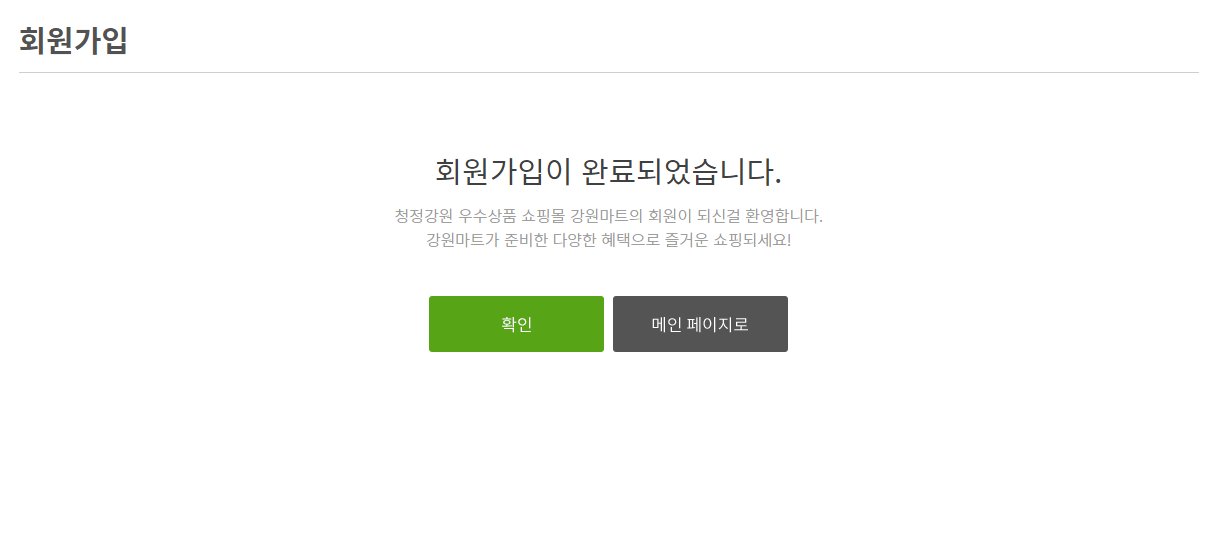 회원가입
회원가입이 완료되었습니다.
청정강원 우수상품 쇼핑몰 강원마트의 회원이 되신걸 환영합니다.
강원마트가 준비한 다양한 혜택으로 즐거운 쇼핑되세요!
확인
메인 페이지로